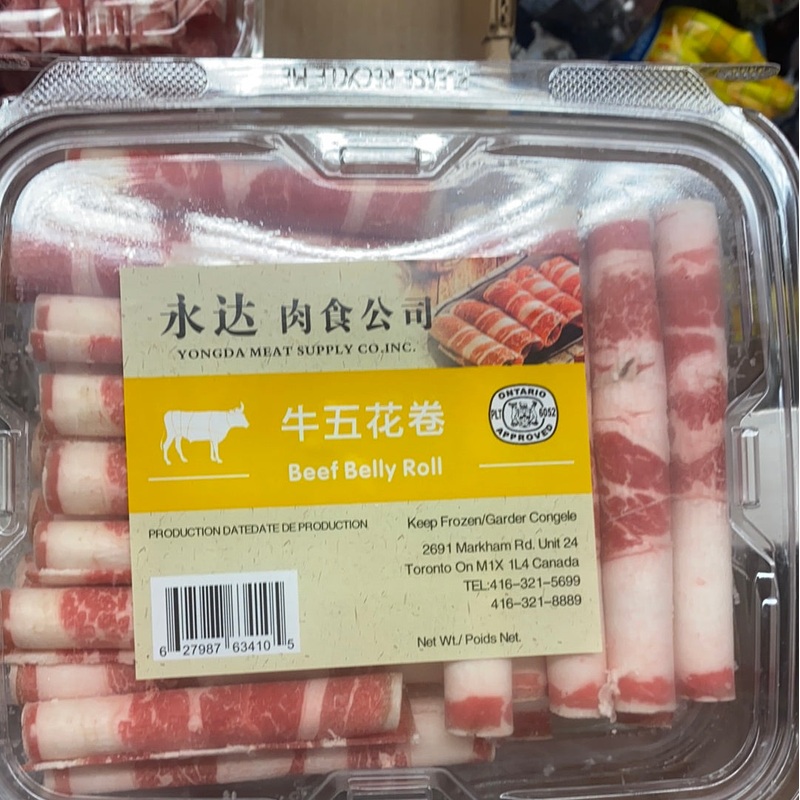 PLEASE RECYCLE ME
永达 肉食公司
YONGDA MEAT SUPPLY CO.,INC.
牛五花卷
Beef Belly Roll
ONTARIO
PLT 6052
APPROVED
PRODUCTION DATEDATE DE PRODUCTION
Keep Frozen/Garder Congele
2691 Markham Rd. Unit 24
Toronto On M1X 1L4 Canada
TEL:416-321-5699
416-321-8889
6 27987 63410 5
Net Wt./ Poids Net.